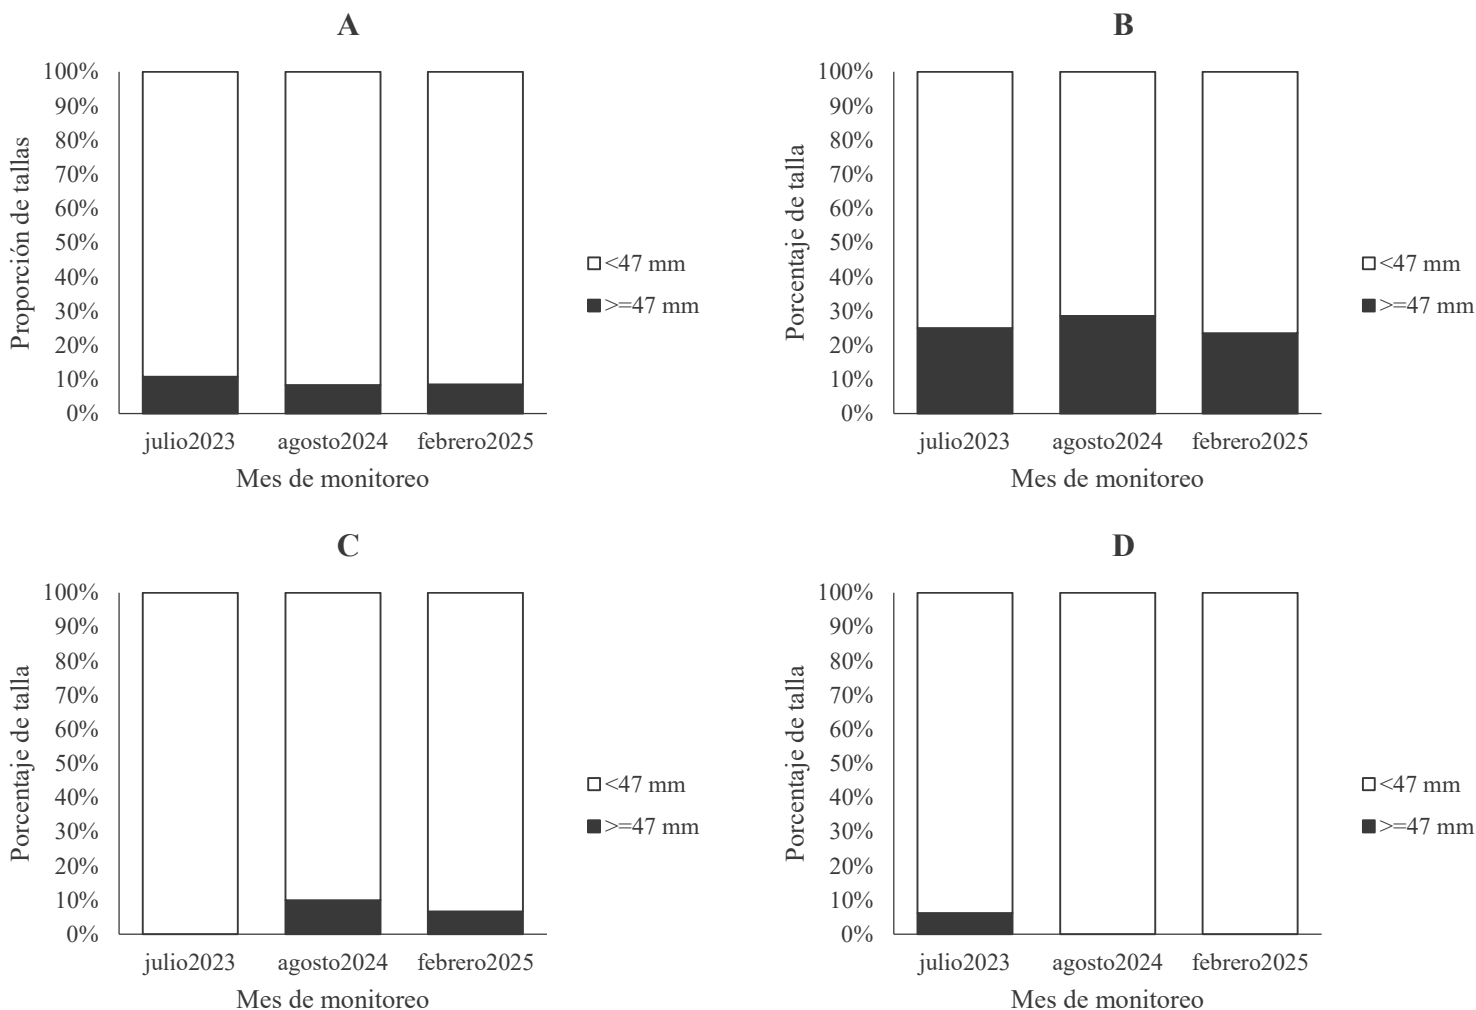 A
Proporción de tallas
100%
90%
80%
70%
60%
50%
40%
30%
20%
10%
0%
julio2023 agosto2024 febrero2025
Mes de monitoreo
<47 mm
>=47 mm
B
Porcentaje de talla
100%
90%
80%
70%
60%
50%
40%
30%
20%
10%
0%
julio2023 agosto2024 febrero2025
Mes de monitoreo
<47 mm
>=47 mm
C
Porcentaje de talla
100%
90%
80%
70%
60%
50%
40%
30%
20%
10%
0%
julio2023 agosto2024 febrero2025
Mes de monitoreo
<47 mm
>=47 mm
D
Porcentaje de talla
100%
90%
80%
70%
60%
50%
40%
30%
20%
10%
0%
julio2023 agosto2024 febrero2025
Mes de monitoreo
<47 mm
>=47 mm